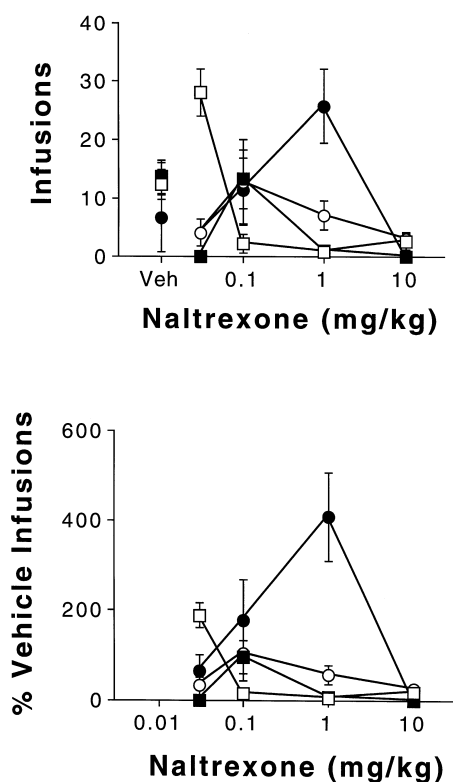 40
30
20
10
0
Infusions
Veh 0.1 1 10
Naltrexone (mg/kg)
600
400
200
0
% Vehicle Infusions
0.01 0.1 1 10
Naltrexone (mg/kg)